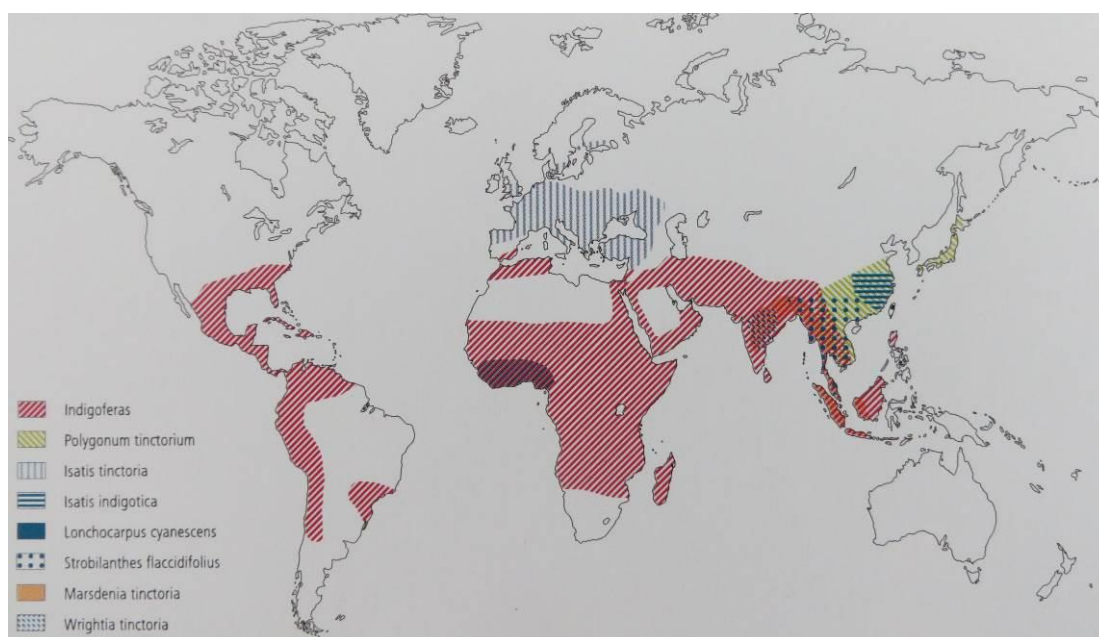 Indigoferas
Polygonum tinctorium
Isatis tinctoria
Isatis indigotica
Lonchocarpus cyanescens
Strobilanthes flaccidifolius
Marsdenia tinctoria
Wrightia tinctoria